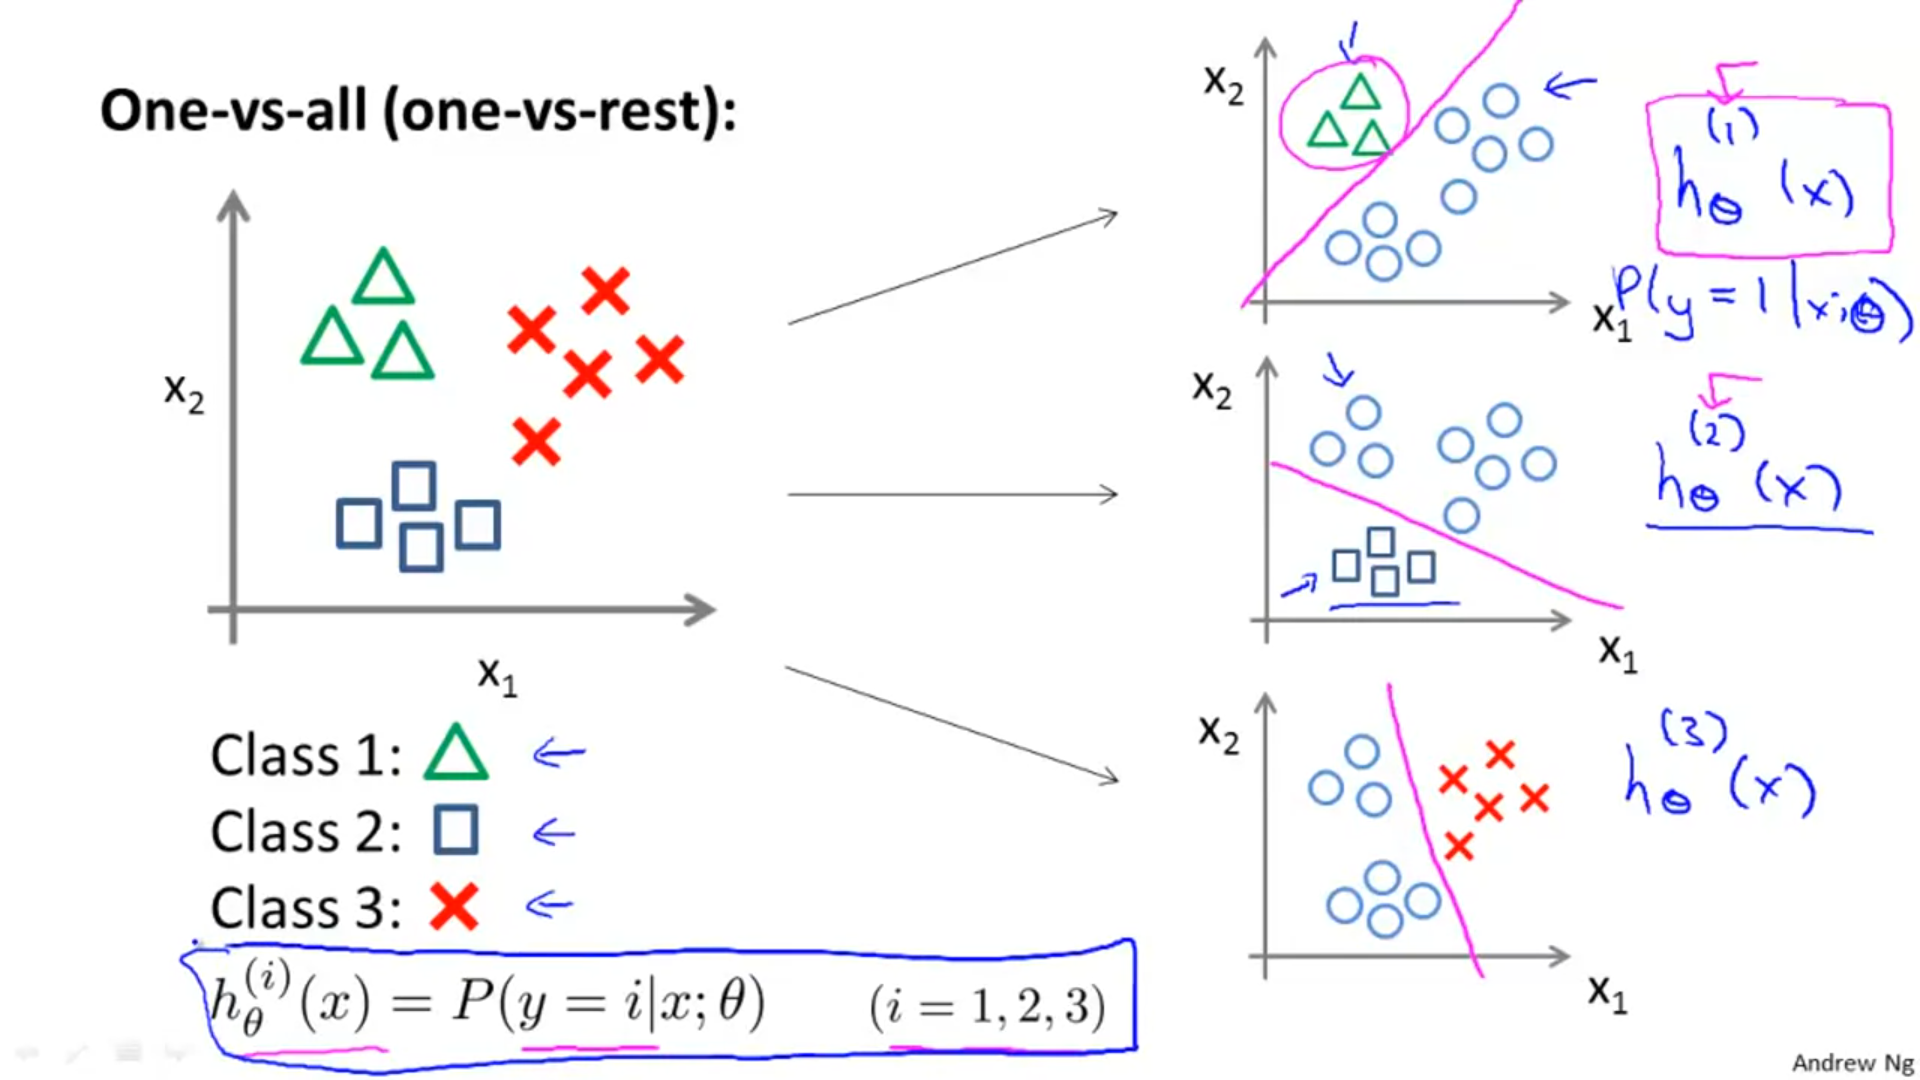 One-vs-all (one-vs-rest):
x₂
x₁
Class 1:
Class 2:
Class 3:
h_θ^(i)(x) = P(y = i|x; θ) (i = 1, 2, 3)
x₂
x₁
h_θ^(1)(x)
P(y = 1 | x; θ)
x₂
x₁
h_θ^(2)(x)
x₂
x₁
h_θ^(3)(x)
Andrew Ng